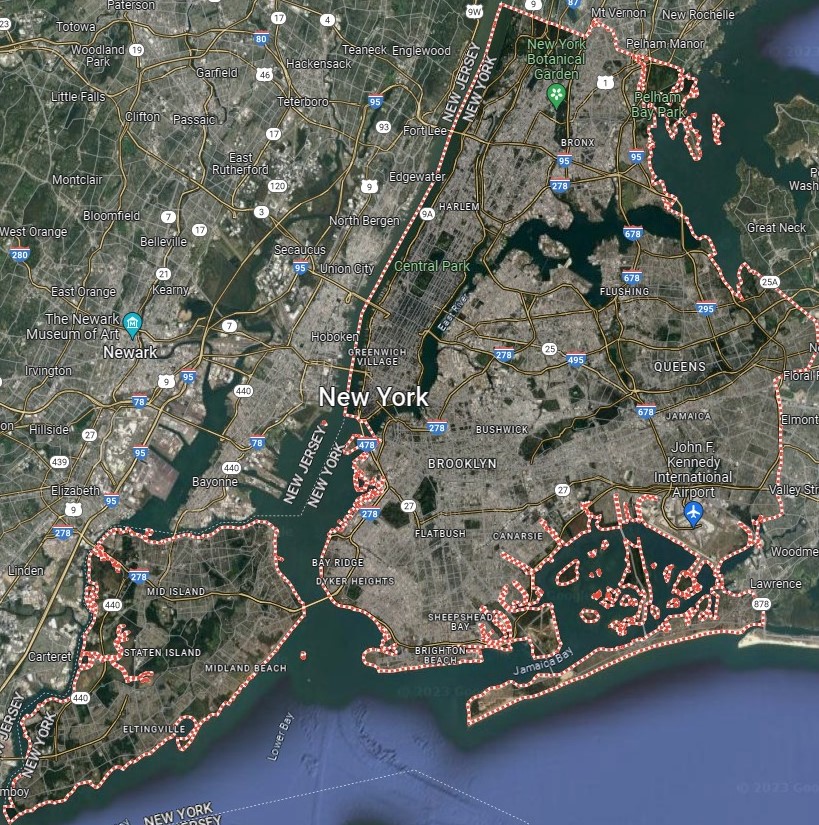 Paterson
9W
9
87
Mt Vernon
New Rochelle
23
Totowa
17
4
Woodland
Park
19
80
Teaneck
Englewood
New York
Botanical
Garden
Pelham Manor
Hackensack
Garfield
46
1
Little Falls
Teterboro
95
NEW JERSEY
NEW YORK
Pelham
Bay Park
Clifton
Passaic
17
93
Fort Lee
BRONX
95
95
East
Rutherford
Montclair
120
9
Edgewater
278
Wash
Bloomfield
7
3
9A
HARLEM
West Orange
17
North Bergen
678
Great Neck
Belleville
280
Secaucus
95
Union City
Central Park
21
678
25A
East Orange
Kearny
FLUSHING
The Newark
Museum of Art
Newark
7
East River
295
Hoboken
GREENWICH
VILLAGE
278
25
495
Irvington
9
95
QUEENS
Floral
440
New York
78
678
JAMAICA
Elmont
Hillside
27
278
BUSHWICK
78
478
95
NEW JERSEY
NEW YORK
BROOKLYN
John F.
Kennedy
International
Airport
439
440
Bayonne
Elizabeth
95
27
Valley Str
9
278
27
278
FLATBUSH
CANARSIE
Woodme
Linden
BAY RIDGE
278
DYKER HEIGHTS
Lawrence
MID ISLAND
440
878
SHEEPSHEAD
BAY
Carteret
STATEN ISLAND
BRIGHTON
BEACH
MIDLAND BEACH
Jamaica Bay
440
NEW JERSEY
NEW YORK
ELTINGVILLE
Lower Bay
mboy
NEW YORK